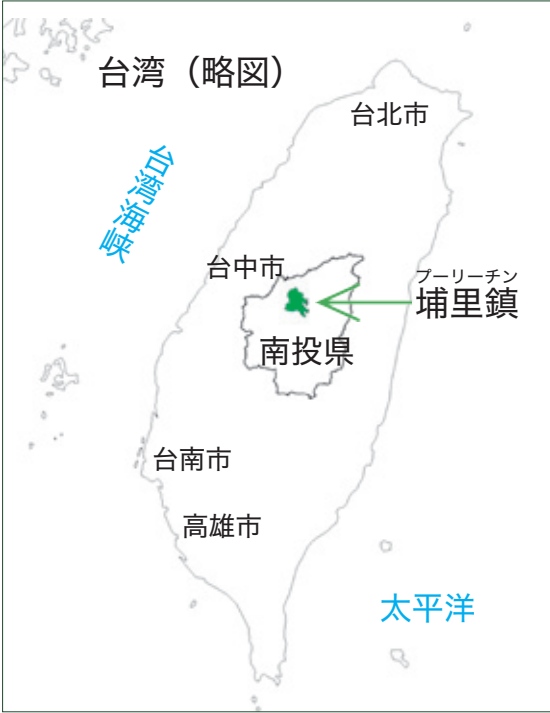 台湾（略図）
台北市
台湾海峡
台中市
プーリーチン
埔里鎮
南投県
台南市
高雄市
太平洋